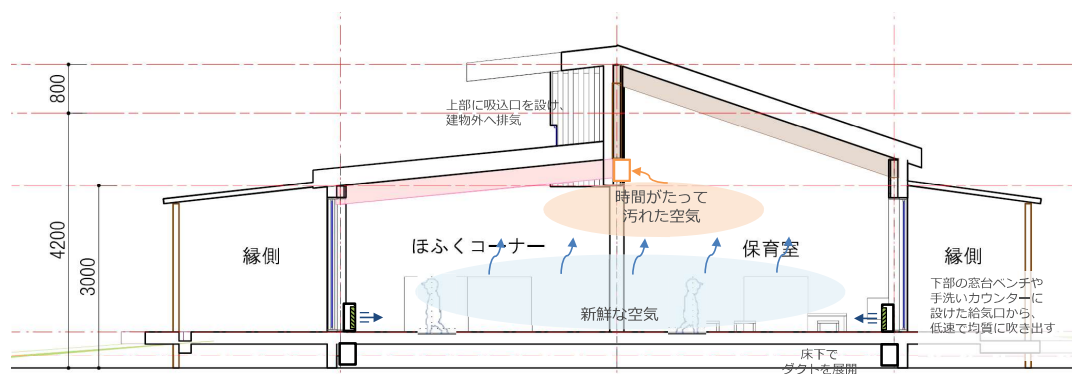 800
4200
3000
上部に吸込口を設け、
建物外へ排気
時間がたって
汚れた空気
縁側
ほふくコーナー
保育室
縁側
新鮮な空気
下部の窓台ベンチや
手洗いカウンターに
設けた給気口から、
低速で均質に吹き出す
床下で
ダクトを展開